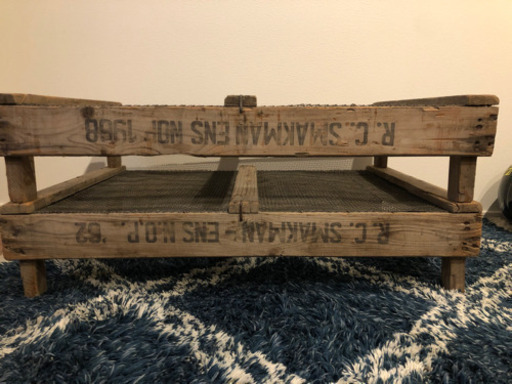 R.C. SMAKMAN ENS NOP 1968
R.C. SMAKMAN - ENS N.O.P. '62